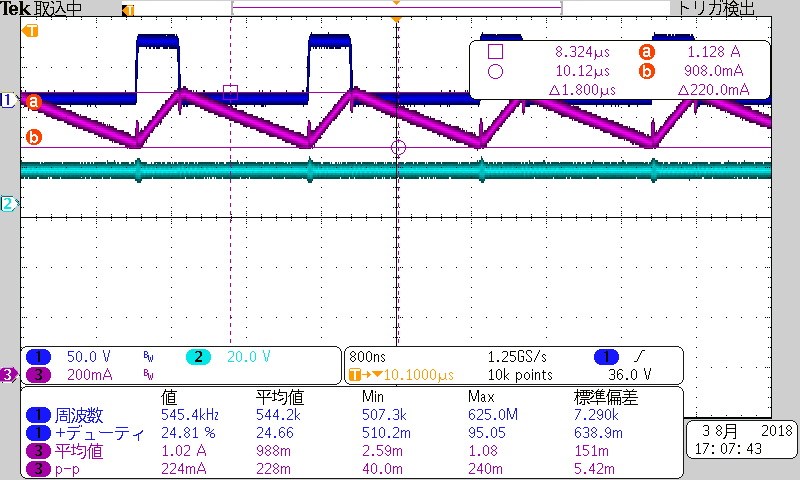 Tek 取込中
トリガ検出
T
T
8.324µs a 1.128 A
10.12µs b 908.0mA
△1.800µs △220.0mA
1 a
b
2
3
1 50.0 V BW 2 20.0 V
3 200mA BW
800ns 1.25GS/s 1
T→▼10.1000µs 10k points 36.0 V
値 平均値 Min Max 標準偏差
1 周波数 545.4kHz 544.2k 507.3k 625.0M 7.290k
1 +デューティ 24.81 % 24.66 510.2m 95.05 638.9m
3 平均値 1.02 A 988m 2.59m 1.08 151m
3 p-p 224mA 228m 40.0m 240m 5.42m
3 8月 2018
17:07:43